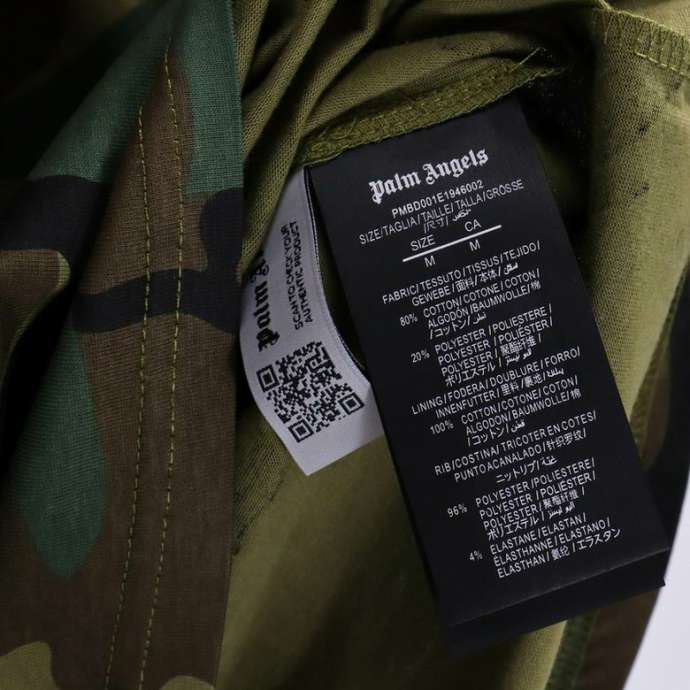 Palm Angels
PMBD001E1946002
SIZE/TAGLIA/TAILLE/TALLA/GRÖSSE
/尺寸/
SIZE CA
M M
FABRIC/TESSUTO/TISSUS/TEJIDO/
GEWEBE/面料/本体/
80% COTTON/COTONE/COTON/
ALGODÓN/BAUMWOLLE/棉
/コットン/قطن
20% POLYESTER/POLIESTERE/
POLYESTER/POLIÉSTER/
POLYESTER/聚酯纤维/
ポリエステル/
LINING/FODERA/DOUBLURE/FORRO/
INNENFUTTER/里料/裏地/
100% COTTON/COTONE/COTON/
ALGODÓN/BAUMWOLLE/棉
/コットン/قطن
RIB/COSTINA/TRICOTER EN COTES/
PUNTO ACANALADO/针织罗纹/
ニットリブ/
96% POLYESTER/POLIESTERE/
POLYESTER/POLIÉSTER/
POLYESTER/聚酯纤维/
ポリエステル/
4% ELASTANE/ELASTAN/
ELASTHANNE/ELASTANO/
ELASTHAN/氨纶/エラスタン
Palm
SCAN TO CHECK YOUR
AUTHENTIC PRODUCT